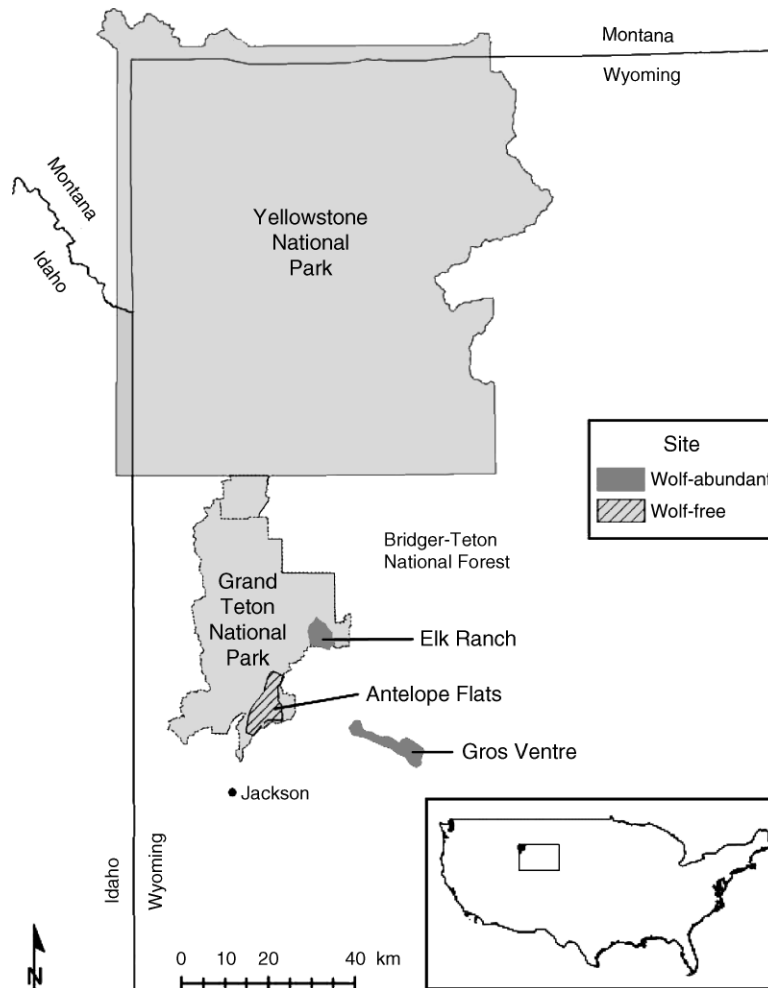 Montana
Wyoming
Montana
Idaho
Yellowstone
National
Park
Site
Wolf-abundant
Wolf-free
Bridger-Teton
National Forest
Grand
Teton
National
Park
Elk Ranch
Antelope Flats
Gros Ventre
Jackson
Idaho
Wyoming
N
0 10 20 40 km